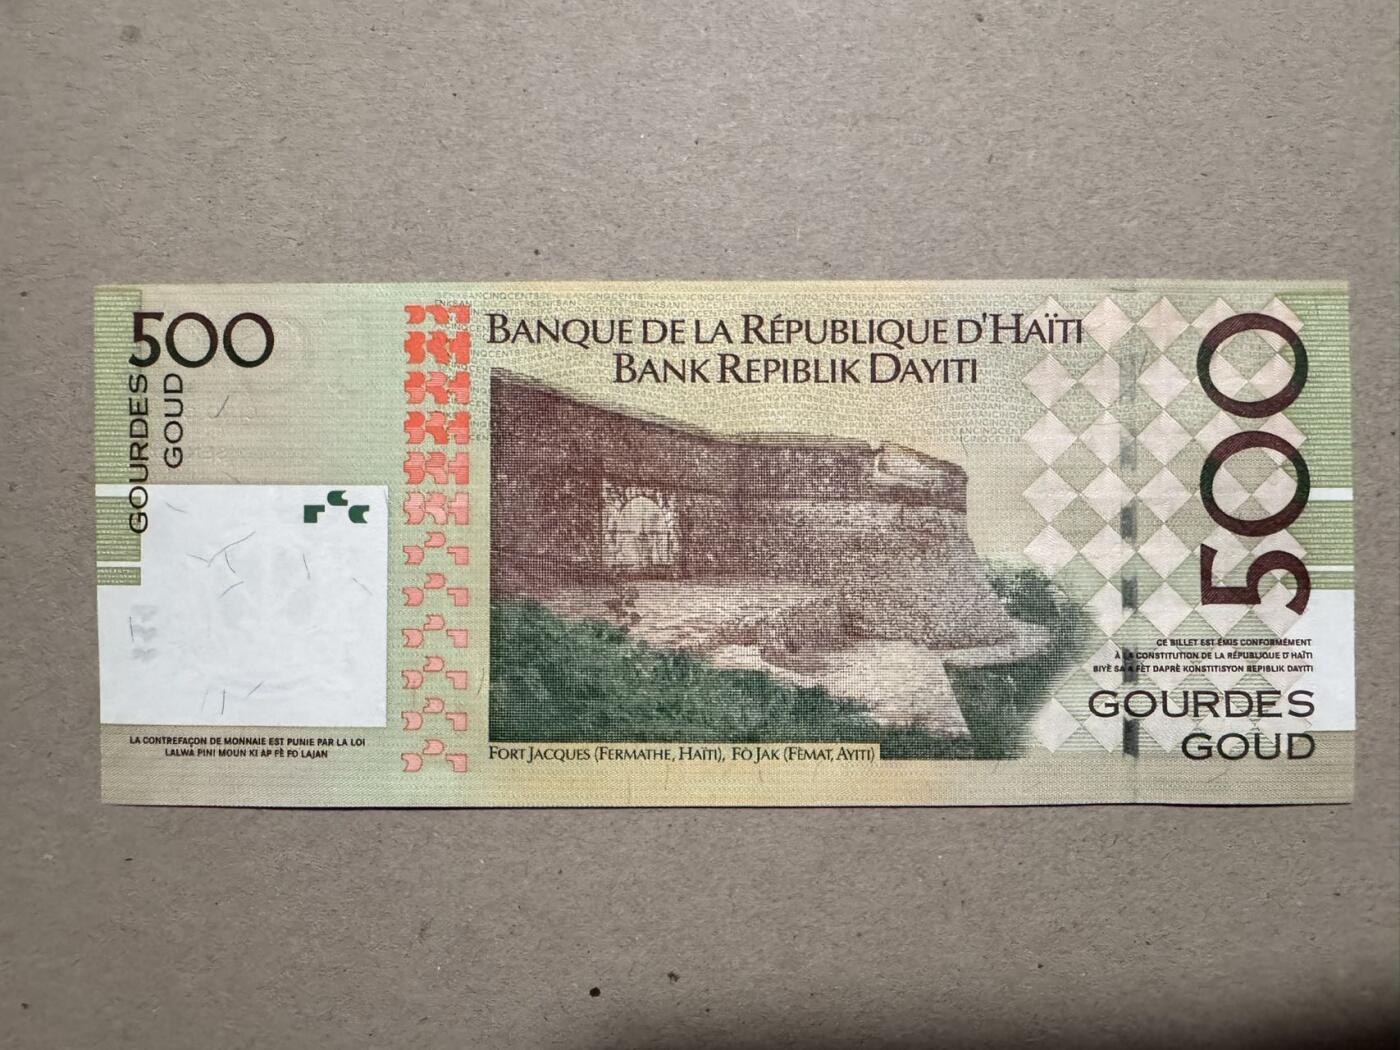 500
GOURDES
GOUD
BANQUE DE LA RÉPUBLIQUE D'HAÏTI
BANK REPIBLIK DAYITI
500
CE BILLET EST ÉMIS CONFORMÉMENT
À LA CONSTITUTION DE LA RÉPUBLIQUE D'HAÏTI
BIYÈ SA A FÈT DAPRÈ KONSTITISYON REPIBLIK DAYITI
GOURDES
GOUD
LA CONTREFAÇON DE MONNAIE EST PUNIE PAR LA LOI
LALWA PINI MOUN KI AP FÈ FO LAJAN
FORT JACQUES (FERMATHE, HAÏTI), FÒ JAK (FÈMAT, AYITI)